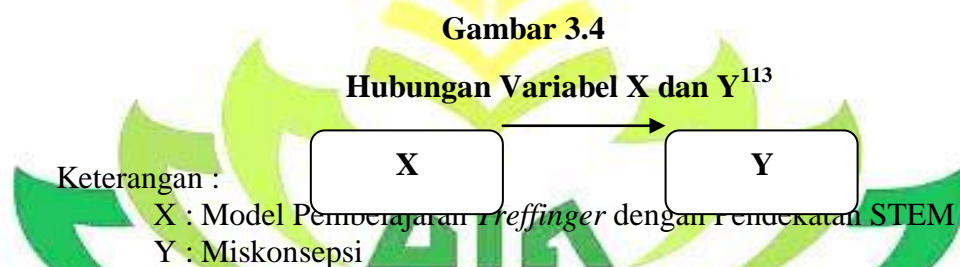 Gambar 3.4
Hubungan Variabel X dan Y113
X Y
Keterangan :
X : Model Pembelajaran Treffinger dengan Pendekatan STEM
Y : Miskonsepsi